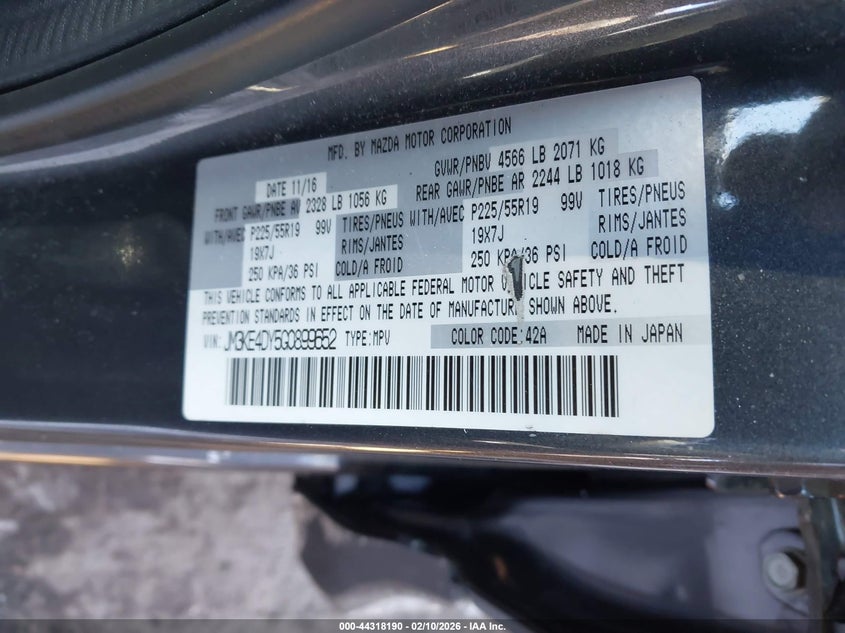 MFD. BY MAZDA MOTOR CORPORATION
DATE 11/16 GVWR/PNBV 4566 LB 2071 KG
FRONT GAWR/PNBE AV 2328 LB 1056 KG REAR GAWR/PNBE AR 2244 LB 1018 KG
WITH/AVEC P225/55R19 99V TIRES/PNEUS WITH/AVEC P225/55R19 99V TIRES/PNEUS
19X7J RIMS/JANTES 19X7J RIMS/JANTES
250 KPA/36 PSI COLD/A FROID 250 KPA/36 PSI COLD/A FROID
THIS VEHICLE CONFORMS TO ALL APPLICABLE FEDERAL MOTOR VEHICLE SAFETY AND THEFT
PREVENTION STANDARDS IN EFFECT ON THE DATE OF MANUFACTURE SHOWN ABOVE.
VIN: JM3KE4DY5G0899652 TYPE:MPV COLOR CODE:42A MADE IN JAPAN
000-44318190 - 02/10/2026 - IAA Inc.